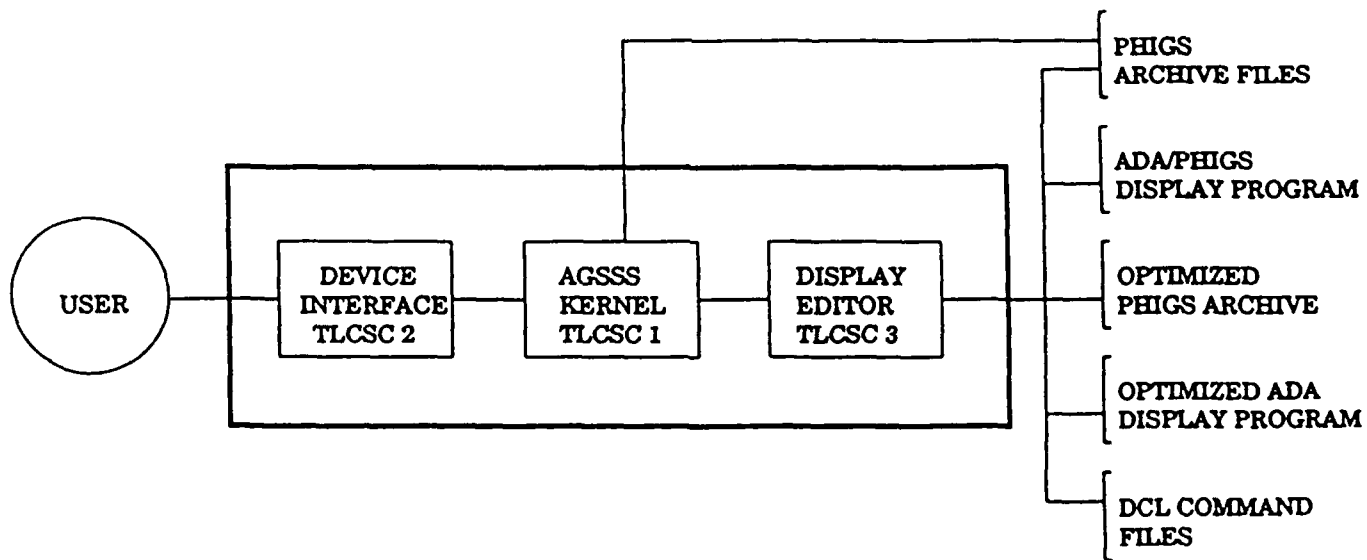 PHIGS
ARCHIVE FILES
ADA/PHIGS
DISPLAY PROGRAM
USER
DEVICE
INTERFACE
TLCSC 2
AGSSS
KERNEL
TLCSC 1
DISPLAY
EDITOR
TLCSC 3
OPTIMIZED
PHIGS ARCHIVE
OPTIMIZED ADA
DISPLAY PROGRAM
DCL COMMAND
FILES